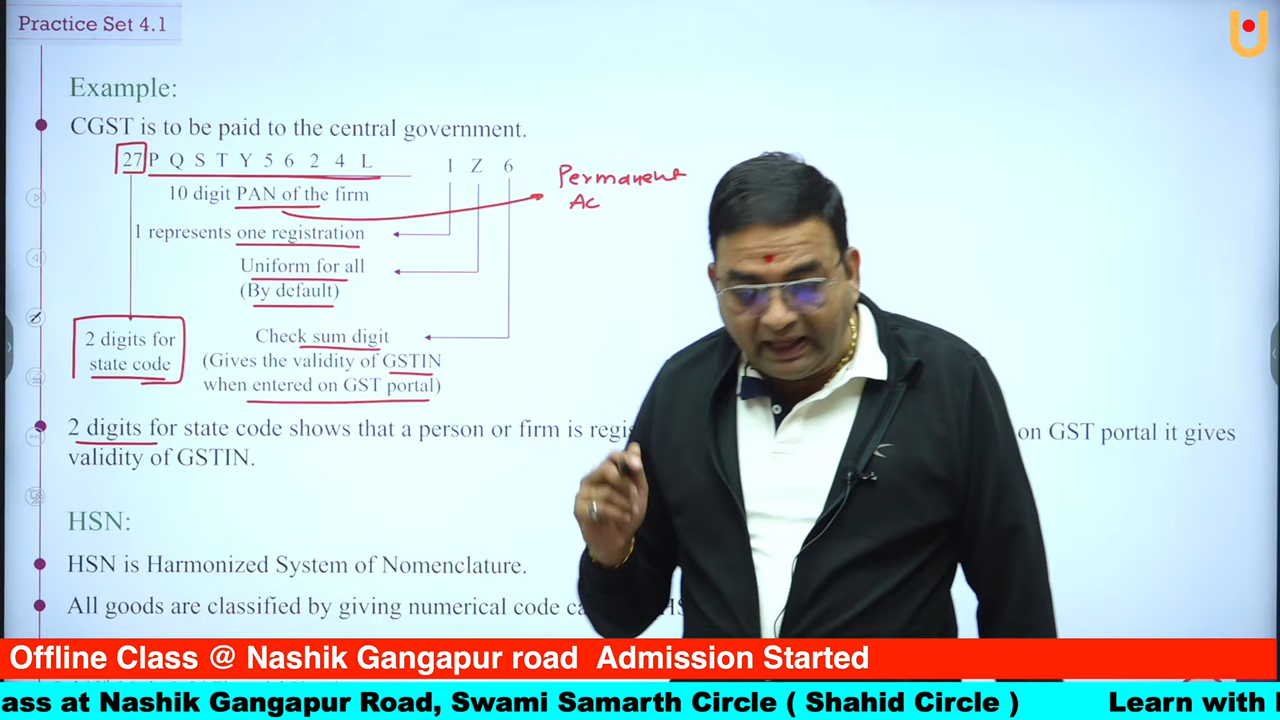 Practice Set 4.1
Example:
CGST is to be paid to the central government.
27 P Q S T Y 5 6 2 4 L 1 Z 6
Permanent
Ac
10 digit PAN of the firm
1 represents one registration
Uniform for all
(By default)
2 digits for
state code
Check sum digit
(Gives the validity of GSTIN
when entered on GST portal)
2 digits for state code shows that a person or firm is on GST portal it gives
validity of GSTIN.
HSN:
HSN is Harmonized System of Nomenclature.
All goods are classified by giving numerical code
Offline Class @ Nashik Gangapur road Admission Started
ass at Nashik Gangapur Road, Swami Samarth Circle ( Shahid Circle ) Learn with